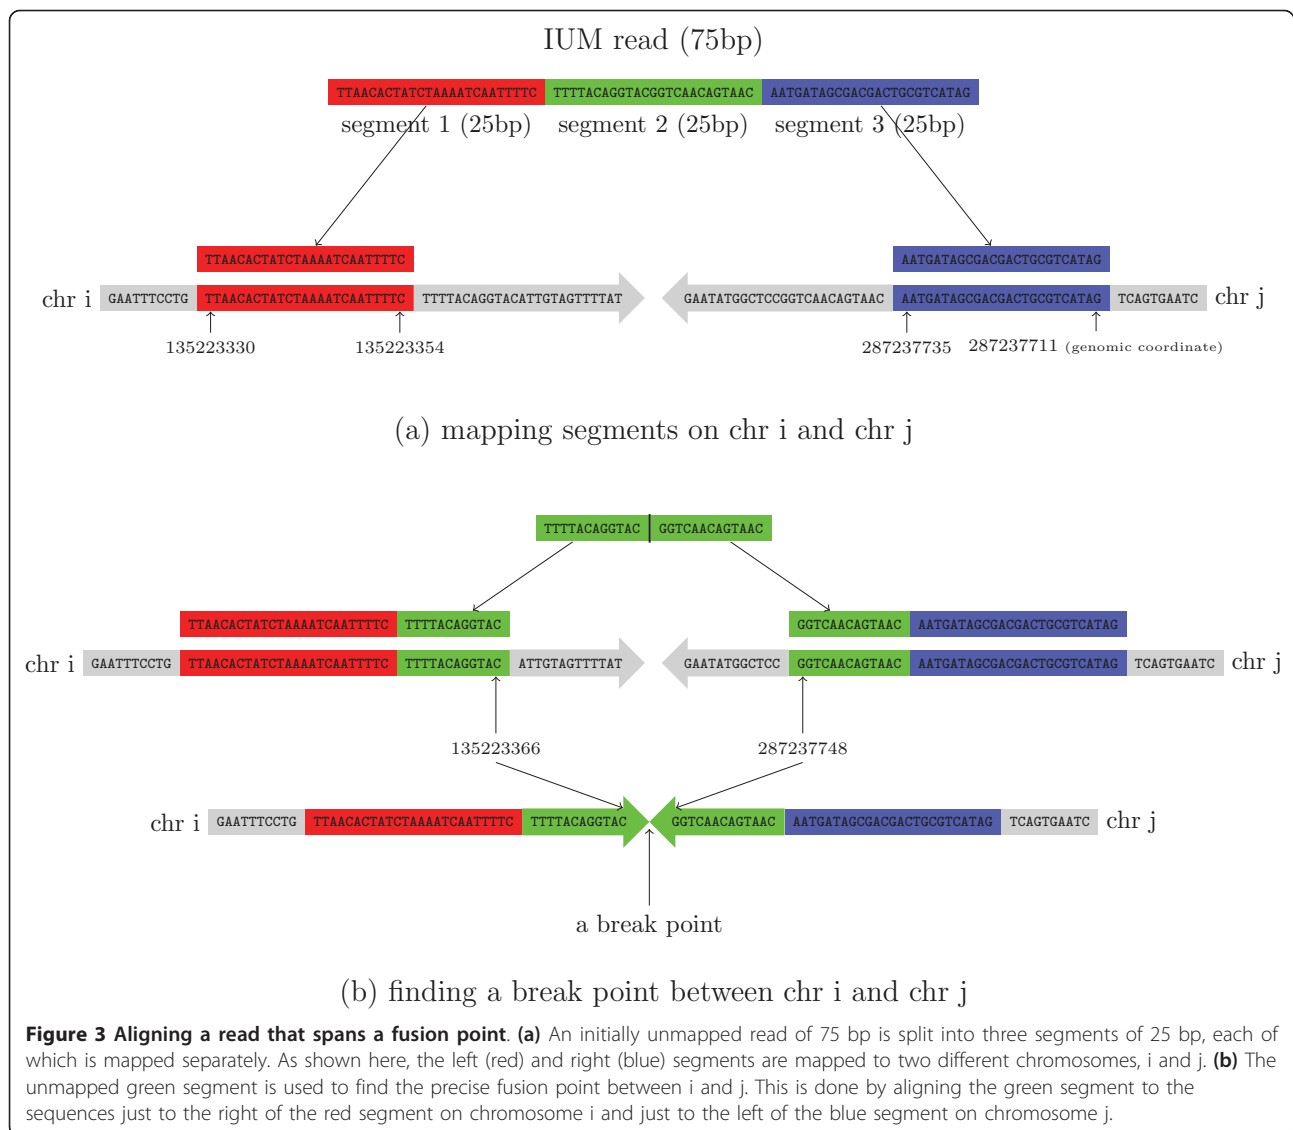 IUM read (75bp)
TTAACACTATCTAAAATCAATTTTC TTTTACAGGTACGGTCAACAGTAAC AATGATAGCGACGACTGCGTCATAG
segment 1 (25bp) segment 2 (25bp) segment 3 (25bp)
TTAACACTATCTAAAATCAATTTTC AATGATAGCGACGACTGCGTCATAG
chr i GAATTTCCTG TTAACACTATCTAAAATCAATTTTC TTTTACAGGTACATTGTAGTTTTAT GAATATGGCTCCGGTCAACAGTAAC AATGATAGCGACGACTGCGTCATAG TCAGTGAATC chr j
135223330 135223354 287237735 287237711 (genomic coordinate)
(a) mapping segments on chr i and chr j
TTTTACAGGTAC GGTCAACAGTAAC
TTAACACTATCTAAAATCAATTTTC TTTTACAGGTAC GGTCAACAGTAAC AATGATAGCGACGACTGCGTCATAG
chr i GAATTTCCTG TTAACACTATCTAAAATCAATTTTC TTTTACAGGTAC ATTGTAGTTTTAT GAATATGGCTCC GGTCAACAGTAAC AATGATAGCGACGACTGCGTCATAG TCAGTGAATC chr j
135223366 287237748
chr i GAATTTCCTG TTAACACTATCTAAAATCAATTTTC TTTTACAGGTAC GGTCAACAGTAAC AATGATAGCGACGACTGCGTCATAG TCAGTGAATC chr j
a break point
(b) finding a break point between chr i and chr j
Figure 3 Aligning a read that spans a fusion point. (a) An initially unmapped read of 75 bp is split into three segments of 25 bp, each of
which is mapped separately. As shown here, the left (red) and right (blue) segments are mapped to two different chromosomes, i and j. (b) The
unmapped green segment is used to find the precise fusion point between i and j. This is done by aligning the green segment to the
sequences just to the right of the red segment on chromosome i and just to the left of the blue segment on chromosome j.